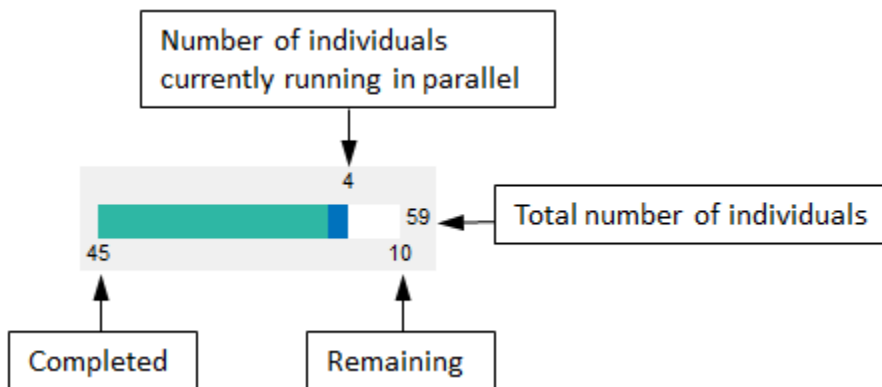 Number of individuals
currently running in parallel
4
59
Total number of individuals
45
10
Completed
Remaining